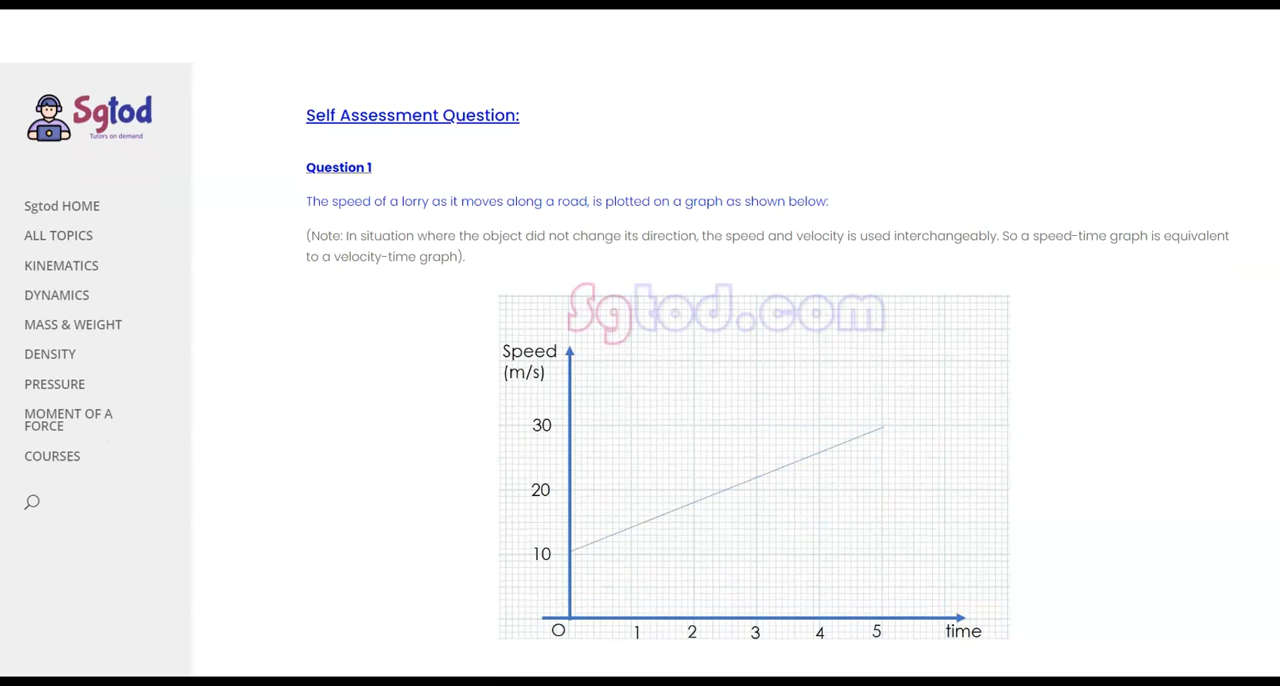 Sgtod
Tutors on demand
Sgtod HOME
ALL TOPICS
KINEMATICS
DYNAMICS
MASS & WEIGHT
DENSITY
PRESSURE
MOMENT OF A
FORCE
COURSES
Self Assessment Question:
Question 1
The speed of a lorry as it moves along a road, is plotted on a graph as shown below:
(Note: In situation where the object did not change its direction, the speed and velocity is used interchangeably. So a speed-time graph is equivalent
to a velocity-time graph).
Sgtod.com
Speed
(m/s)
30
20
10
O 1 2 3 4 5 time